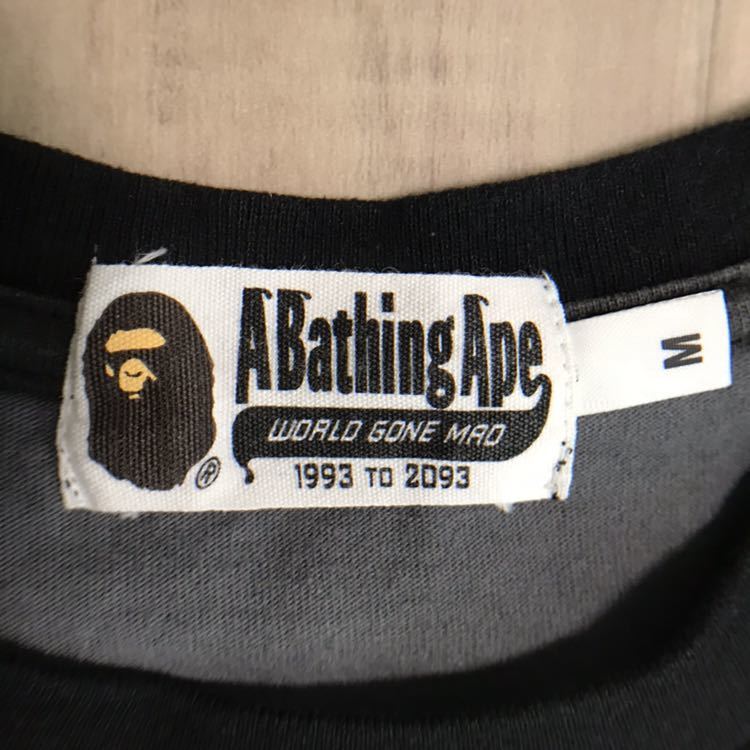 A Bathing Ape
WORLD GONE MAD
1993 TO 2093
®
M